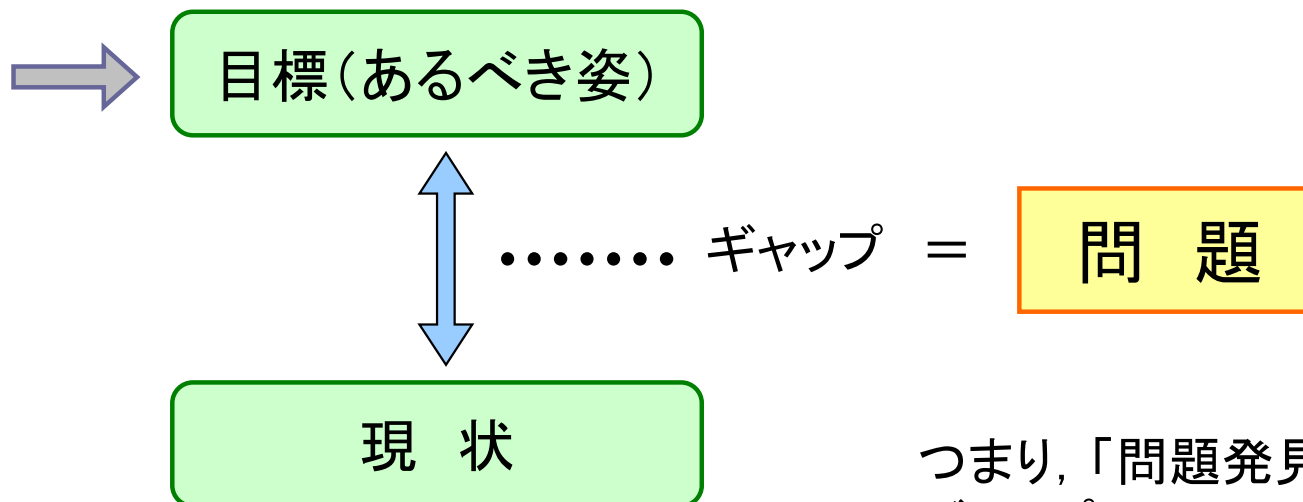 目標(あるべき姿)
・・・・・・・ ギャップ = 問 題
現 状
つまり,「問題発見